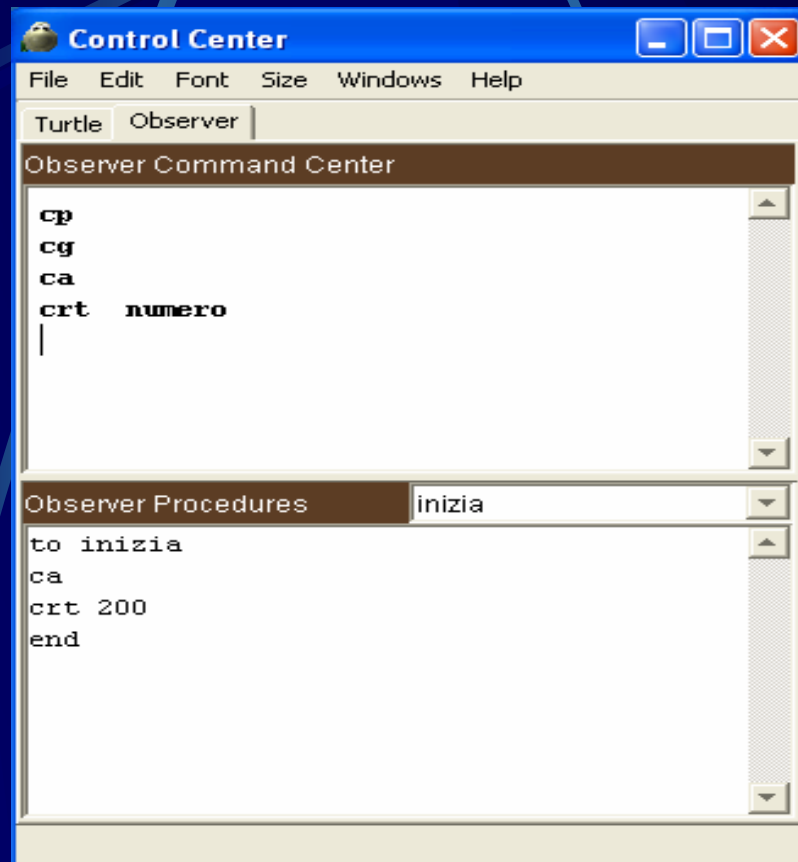 Control Center
File Edit Font Size Windows Help
Turtle Observer
Observer Command Center
cp
cg
ca
crt numero
Observer Procedures inizia
to inizia
ca
crt 200
end